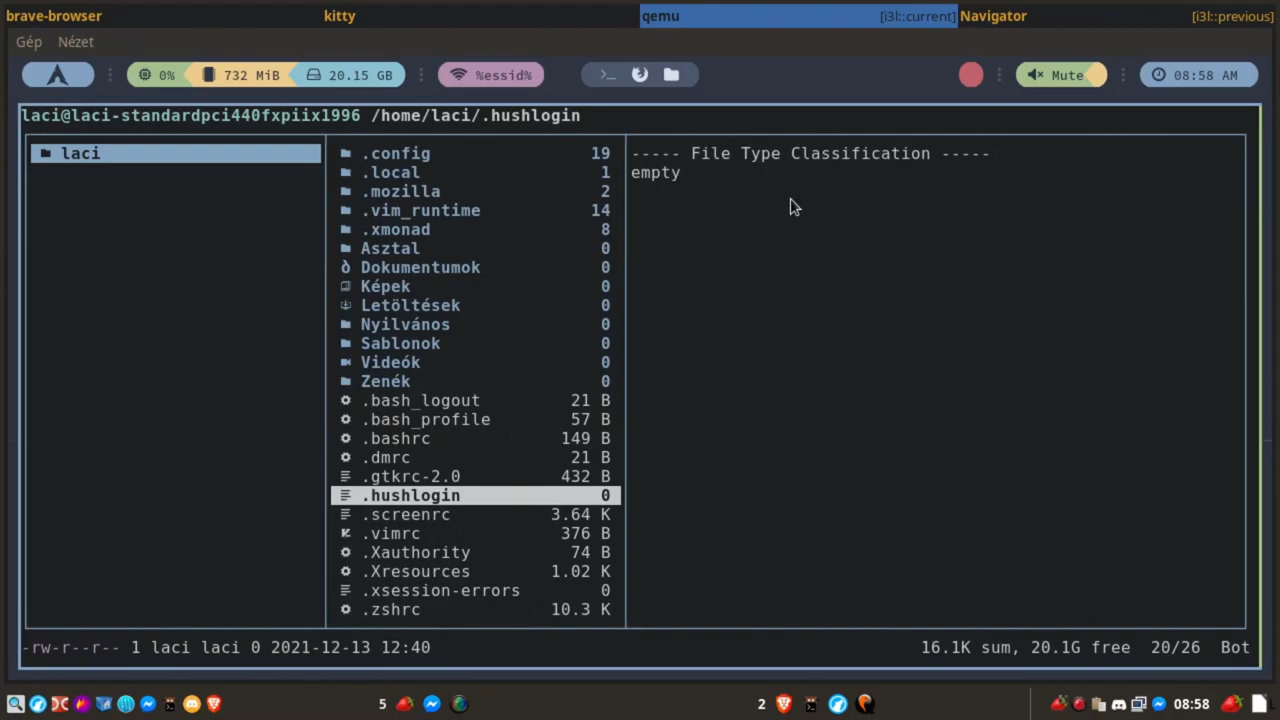 brave-browser kitty qemu [i3l::current] Navigator [i3l::previous]
Gép Nézet
0% 732 MiB 20.15 GB %essid% >_ Mute 08:58 AM
laci@laci-standardpci440fxpiix1996 /home/laci/.hushlogin
laci
.config 19
.local 1
.mozilla 2
.vim_runtime 14
.xmonad 8
Asztal 0
Dokumentumok 0
Képek 0
Letöltések 0
Nyilvános 0
Sablonok 0
Videók 0
Zenék 0
.bash_logout 21 B
.bash_profile 57 B
.bashrc 149 B
.dmrc 21 B
.gtkrc-2.0 432 B
.hushlogin 0
.screenrc 3.64 K
.vimrc 376 B
.Xauthority 74 B
.Xresources 1.02 K
.xsession-errors 0
.zshrc 10.3 K
----- File Type Classification -----
empty
-rw-r--r-- 1 laci laci 0 2021-12-13 12:40 16.1K sum, 20.1G free 20/26 Bot
5 2 08:58